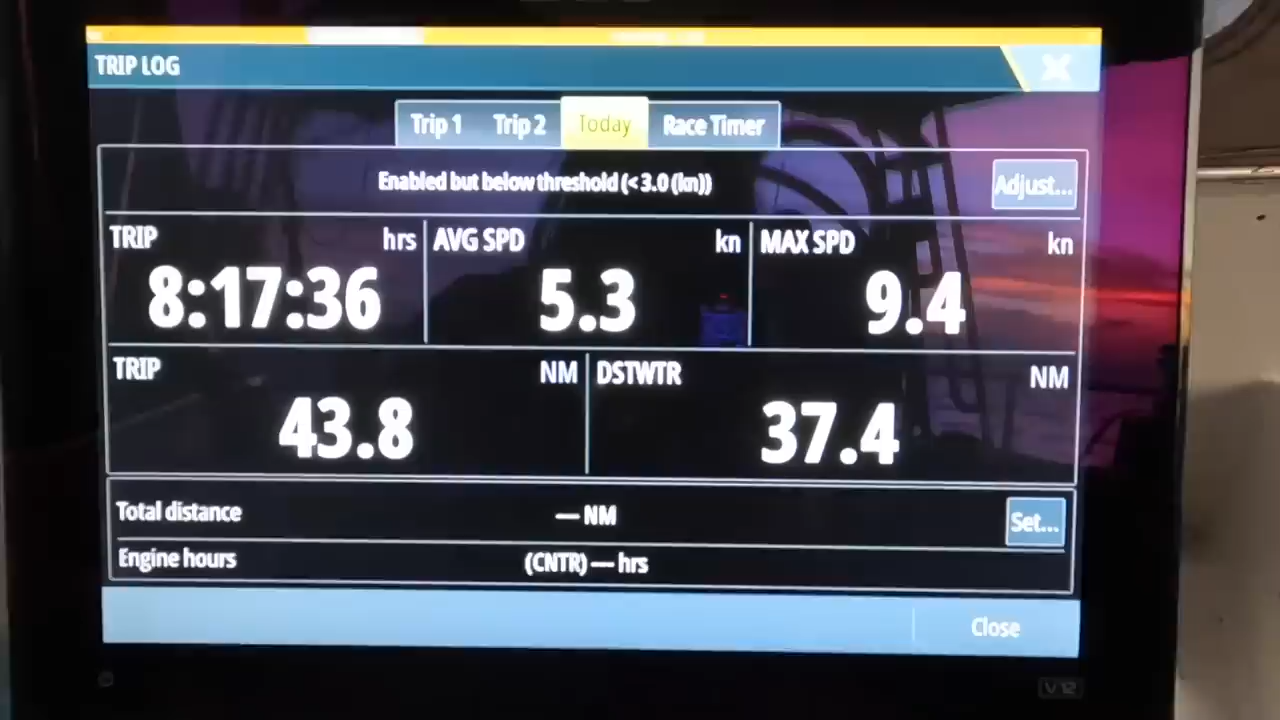 TRIP LOG
Trip 1 Trip 2 Today Race Timer
Enabled but below threshold (< 3.0 (kn)) Adjust...
TRIP hrs AVG SPD kn MAX SPD kn
8:17:36 5.3 9.4
TRIP NM DSTWTR NM
43.8 37.4
Total distance — NM Set...
Engine hours (CNTR) — hrs
Close
V12